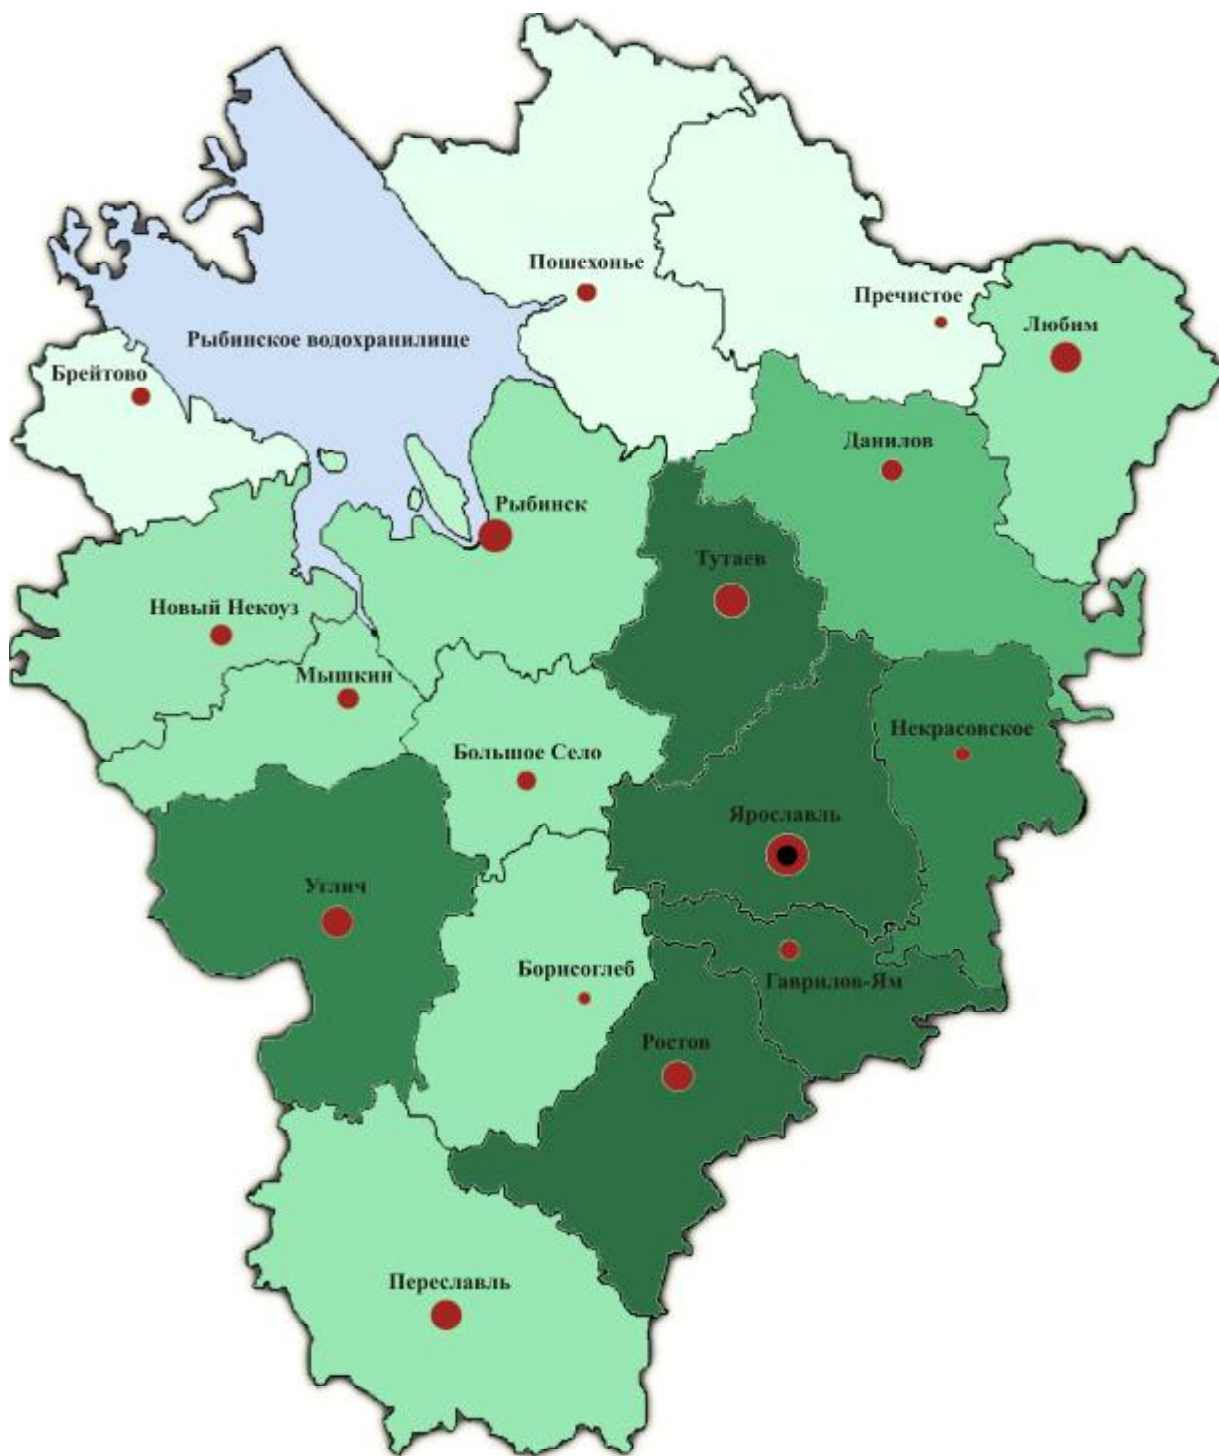 Пошехонье
Пречистое
Любим
Рыбинское водохранилище
Брейтово
Данилов
Рыбинск
Тутаев
Новый Некоуз
Мышкин
Некрасовское
Большое Село
Ярославль
Углич
Борисоглеб
Гаврилов-Ям
Ростов
Переславль